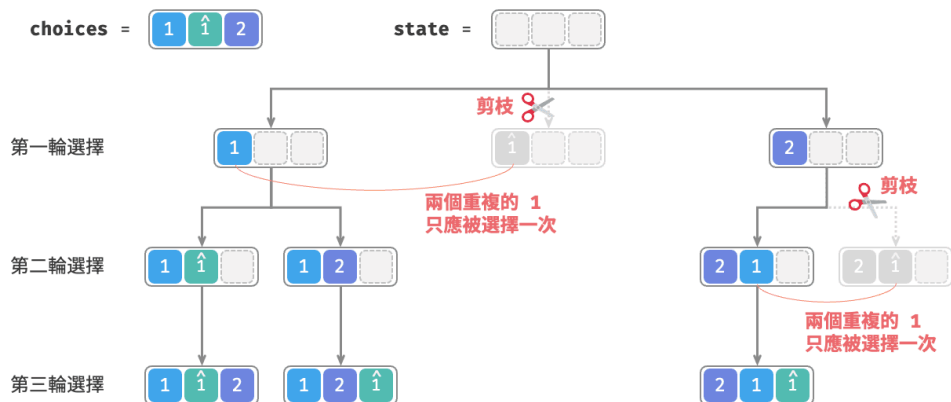 choices = 1 1̂ 2
state =
剪枝
第一輪選擇
1
1̂
2
剪枝
兩個重複的 1
只應被選擇一次
第二輪選擇
1 1̂
1 2
2 1
2 1̂
兩個重複的 1
只應被選擇一次
第三輪選擇
1 1̂ 2
1 2 1̂
2 1 1̂